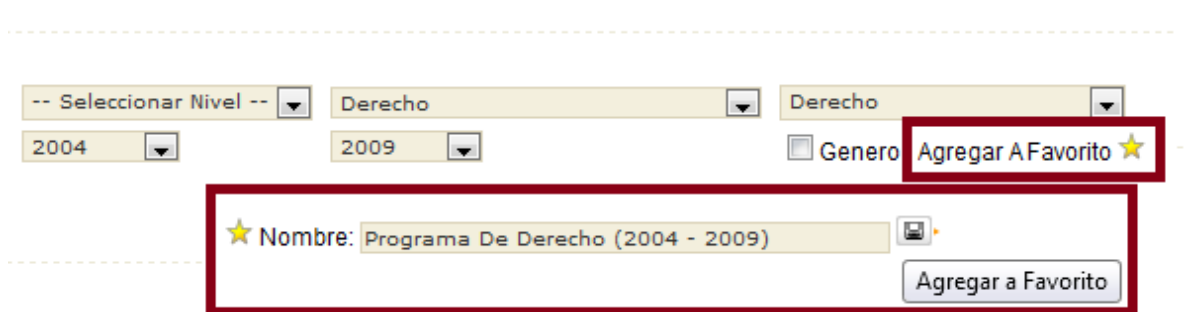 -- Seleccionar Nivel -- Derecho Derecho
2004 2009 Genero Agregar A Favorito
Nombre: Programa De Derecho (2004 - 2009)
Agregar a Favorito